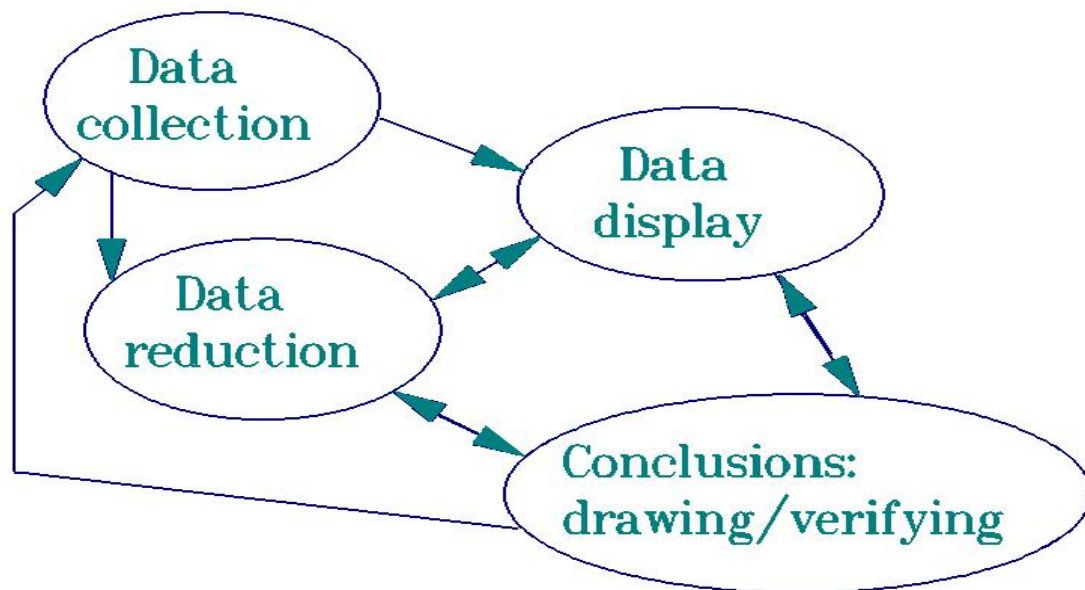 Data
collection
Data
display
Data
reduction
Conclusions:
drawing/verifying